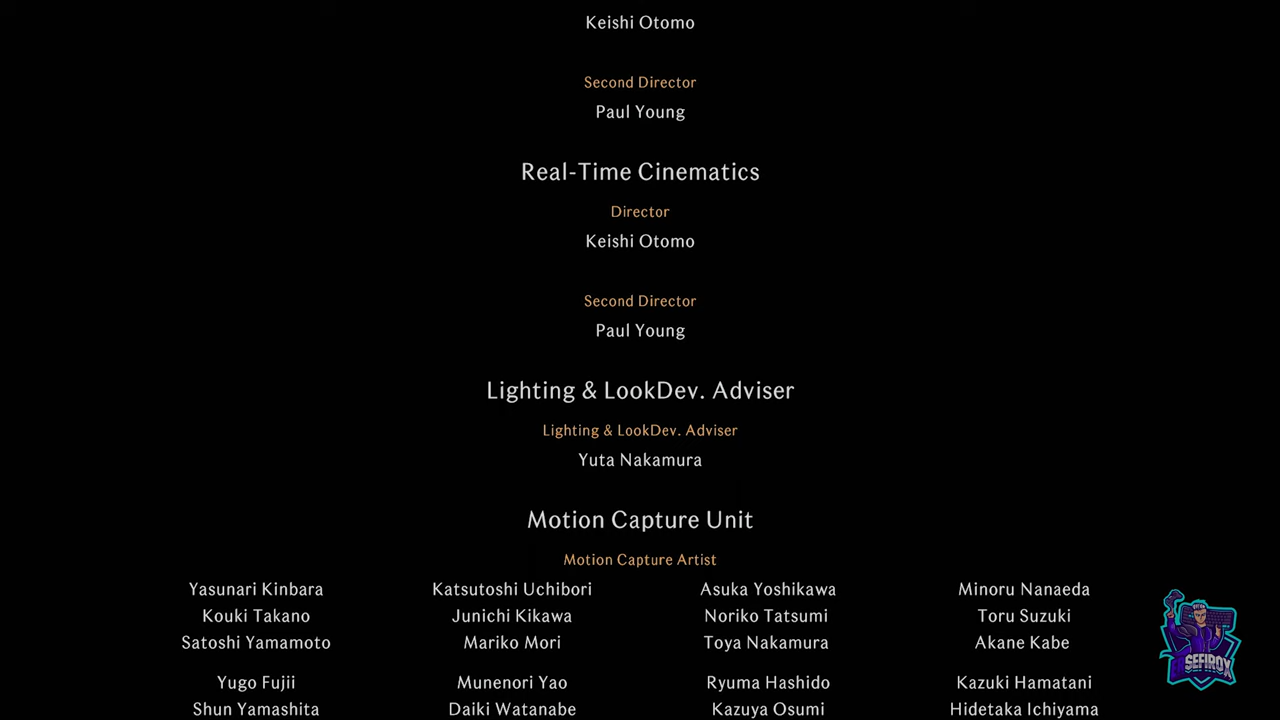 Keishi Otomo
Second Director
Paul Young
Real-Time Cinematics
Director
Keishi Otomo
Second Director
Paul Young
Lighting & LookDev. Adviser
Lighting & LookDev. Adviser
Yuta Nakamura
Motion Capture Unit
Motion Capture Artist
Yasunari Kinbara Katsutoshi Uchibori Asuka Yoshikawa Minoru Nanaeda
Kouki Takano Junichi Kikawa Noriko Tatsumi Toru Suzuki
Satoshi Yamamoto Mariko Mori Toya Nakamura Akane Kabe
Yugo Fujii Munenori Yao Ryuma Hashido Kazuki Hamatani
Shun Yamashita Daiki Watanabe Kazuya Osumi Hidetaka Ichiyama
SEFIROX